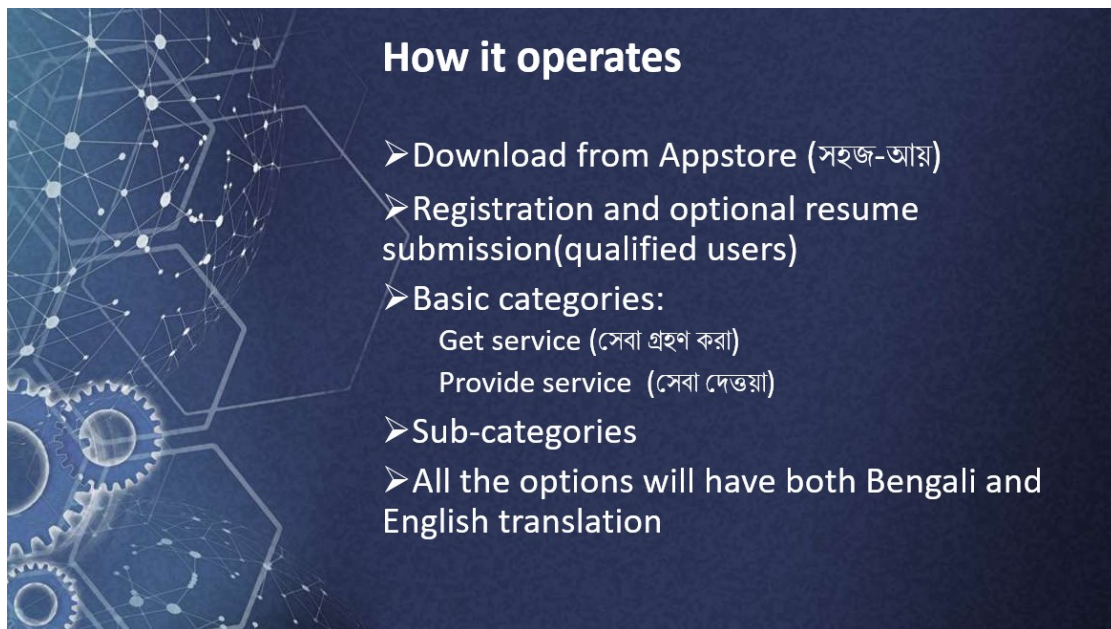 How it operates
➢Download from Appstore (সহজ-আয়)
➢Registration and optional resume
submission(qualified users)
➢Basic categories:
Get service (সেবা গ্রহণ করা)
Provide service (সেবা দেত্তয়া)
➢Sub-categories
➢All the options will have both Bengali and
English translation